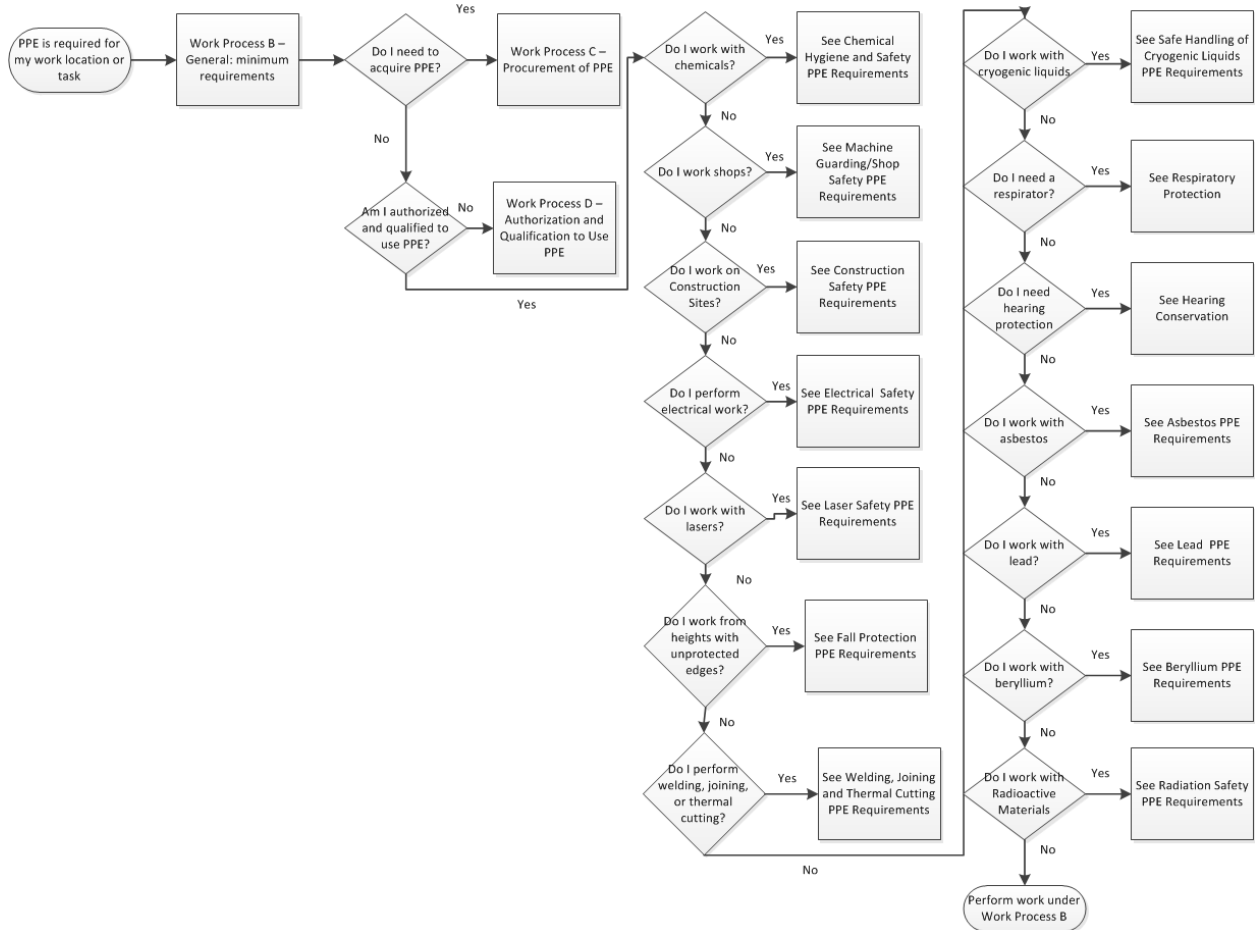 PPE is required for
my work location or
task
Work Process B –
General: minimum
requirements
Do I need to
acquire PPE?
Yes
Work Process C –
Procurement of PPE
No
Am I authorized
and qualified to
use PPE?
No
Work Process D –
Authorization and
Qualification to Use
PPE
Yes
Do I work with
chemicals?
Yes
See Chemical
Hygiene and Safety
PPE Requirements
No
Do I work shops?
Yes
See Machine
Guarding/Shop
Safety PPE
Requirements
No
Do I work on
Construction
Sites?
Yes
See Construction
Safety PPE
Requirements
No
Do I perform
electrical work?
Yes
See Electrical  Safety
PPE Requirements
No
Do I work with
lasers?
Yes
See Laser Safety PPE
Requirements
No
Do I work from
heights with
unprotected
edges?
Yes
See Fall Protection
PPE Requirements
No
Do I perform
welding, joining,
or thermal
cutting?
Yes
See Welding, Joining
and Thermal Cutting
PPE Requirements
No
Do I work with
cryogenic liquids
Yes
See Safe Handling of
Cryogenic Liquids
PPE Requirements
No
Do I need a
respirator?
Yes
See Respiratory
Protection
No
Do I need
hearing
protection
Yes
See Hearing
Conservation
No
Do I work with
asbestos
Yes
See Asbestos PPE
Requirements
No
Do I work with
lead?
Yes
See Lead  PPE
Requirements
No
Do I work with
beryllium?
Yes
See Beryllium PPE
Requirements
No
Do I work with
Radioactive
Materials
Yes
See Radiation Safety
PPE Requirements
No
Perform work under
Work Process B